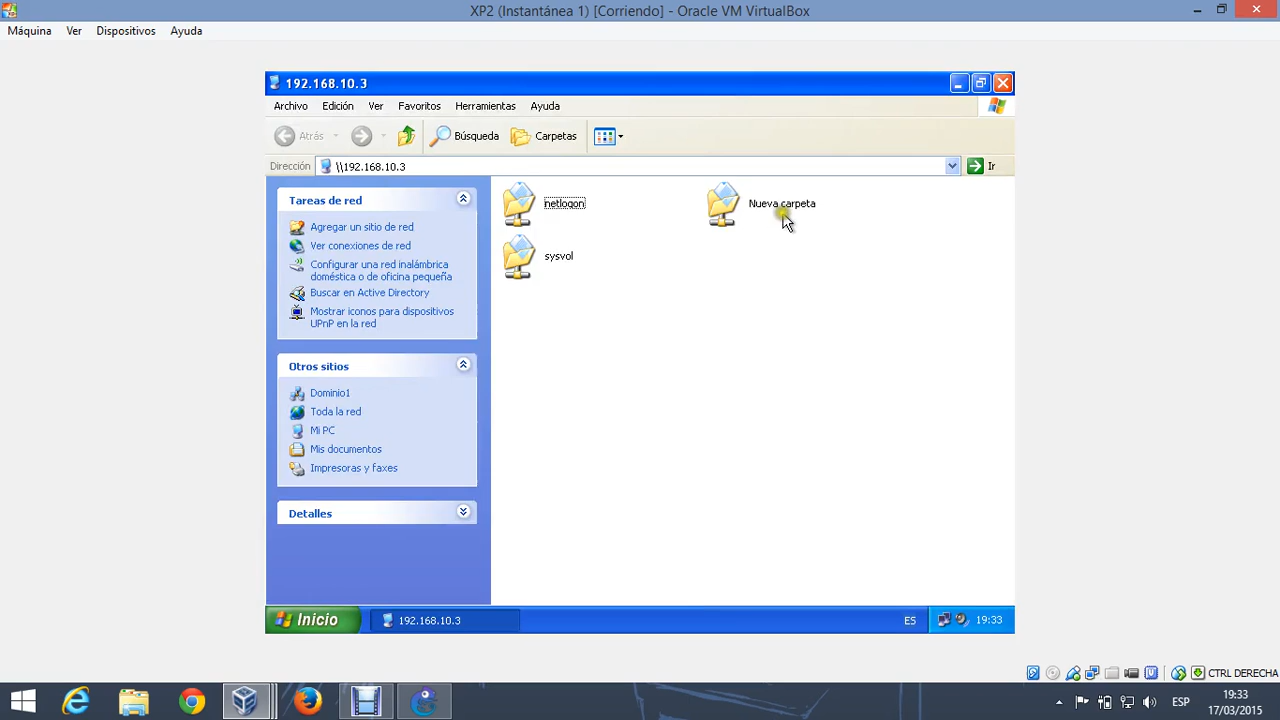 XP2 (Instantánea 1) [Corriendo] - Oracle VM VirtualBox
Máquina Ver Dispositivos Ayuda
192.168.10.3
Archivo Edición Ver Favoritos Herramientas Ayuda
Atrás Búsqueda Carpetas
Dirección \\192.168.10.3 Ir
Tareas de red
Agregar un sitio de red
Ver conexiones de red
Configurar una red inalámbrica
doméstica o de oficina pequeña
Buscar en Active Directory
Mostrar iconos para dispositivos
UPnP en la red
Otros sitios
Dominio1
Toda la red
Mi PC
Mis documentos
Impresoras y faxes
Detalles
netlogon
Nueva carpeta
sysvol
Inicio 192.168.10.3 ES 19:33
CTRL DERECHA
ESP 19:33
17/03/2015